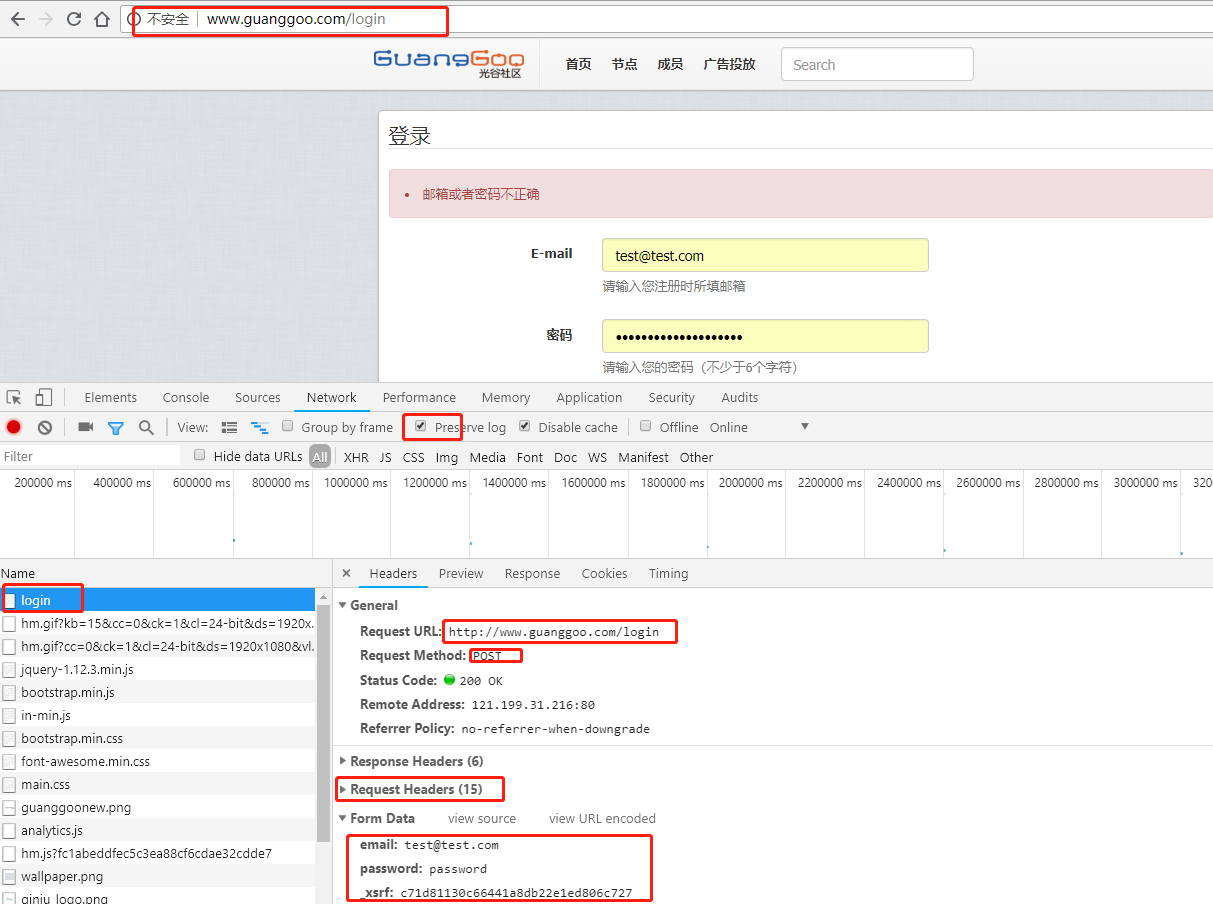 不安全 www.guanggoo.com/login
GuangGoo 光谷社区 首页 节点 成员 广告投放 Search
登录
• 邮箱或者密码不正确
E-mail test@test.com
请输入您注册时所填邮箱
密码 ••••••••••••••••••••
请输入您的密码（不少于6个字符）
Elements Console Sources Network Performance Memory Application Security Audits
View: Group by frame Preserve log Disable cache Offline Online
Filter Hide data URLs All XHR JS CSS Img Media Font Doc WS Manifest Other
200000 ms 400000 ms 600000 ms 800000 ms 1000000 ms 1200000 ms 1400000 ms 1600000 ms 1800000 ms 2000000 ms 2200000 ms 2400000 ms 2600000 ms 2800000 ms 3000000 ms 320
Name
login
hm.gif?kb=15&cc=0&ck=1&cl=24-bit&ds=1920x.
hm.gif?cc=0&ck=1&cl=24-bit&ds=1920x1080&vl.
jquery-1.12.3.min.js
bootstrap.min.js
in-min.js
bootstrap.min.css
font-awesome.min.css
main.css
guanggoonew.png
analytics.js
hm.js?fc1abeddfec5c3ea88cf6cdae32cdde7
wallpaper.png
qiniu_logo.png
× Headers Preview Response Cookies Timing
General
Request URL: http://www.guanggoo.com/login
Request Method: POST
Status Code: 200 OK
Remote Address: 121.199.31.216:80
Referrer Policy: no-referrer-when-downgrade
Response Headers (6)
Request Headers (15)
Form Data view source view URL encoded
email: test@test.com
password: password
_xsrf: c71d81130c66441a8db22e1ed806c727